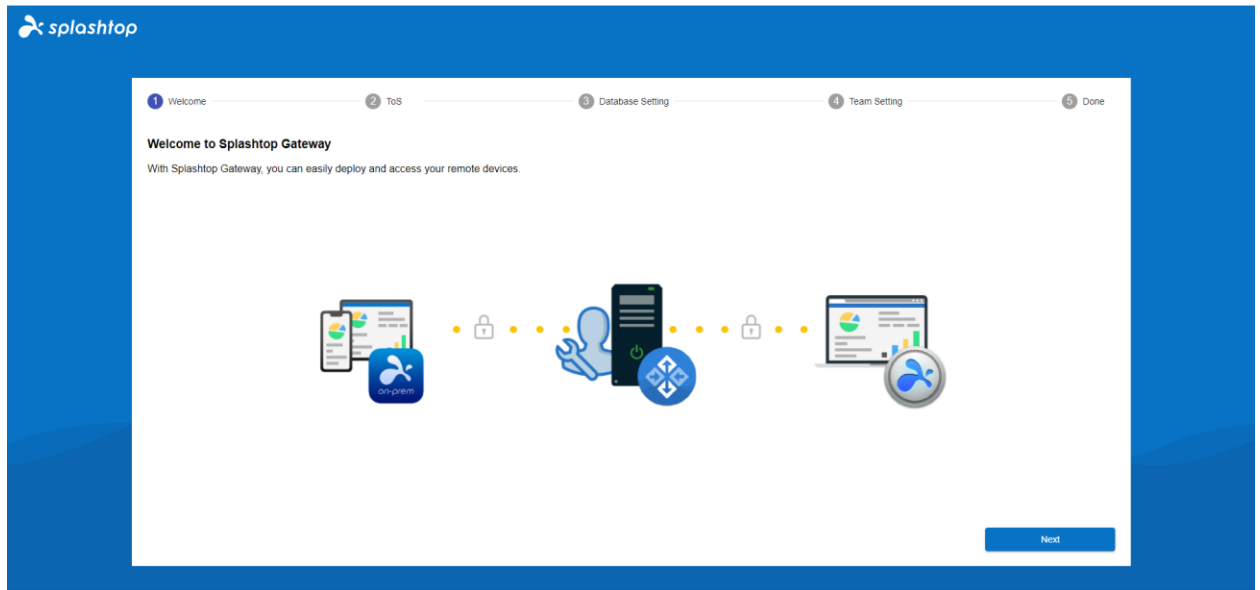 splashtop
1 Welcome 2 ToS 3 Database Setting 4 Team Setting 5 Done
Welcome to Splashtop Gateway
With Splashtop Gateway, you can easily deploy and access your remote devices.
on-prem
Next